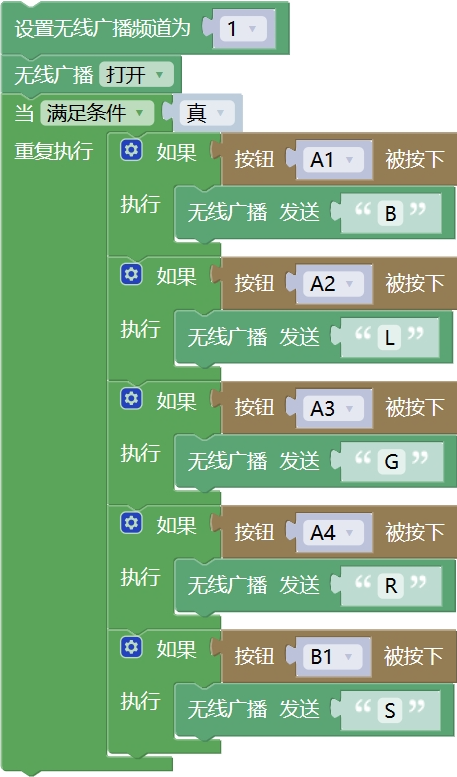 设置无线广播频道为 1
无线广播 打开
当 满足条件 真
重复执行 如果 按钮 A1 被按下
执行 无线广播 发送 “ B ”
如果 按钮 A2 被按下
执行 无线广播 发送 “ L ”
如果 按钮 A3 被按下
执行 无线广播 发送 “ G ”
如果 按钮 A4 被按下
执行 无线广播 发送 “ R ”
如果 按钮 B1 被按下
执行 无线广播 发送 “ S ”